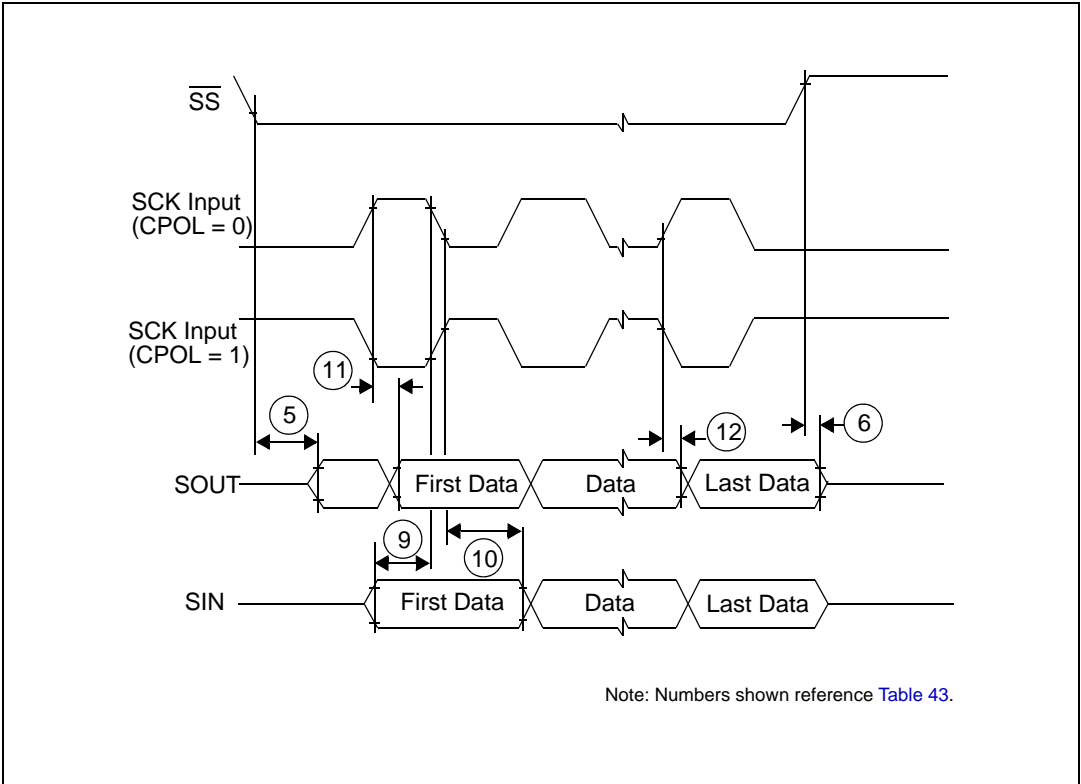 SS
SCK Input
(CPOL = 0)
SCK Input
(CPOL = 1)
11
5
12
6
SOUT
First Data
Data
Last Data
9
10
SIN
First Data
Data
Last Data
Note: Numbers shown reference Table 43.